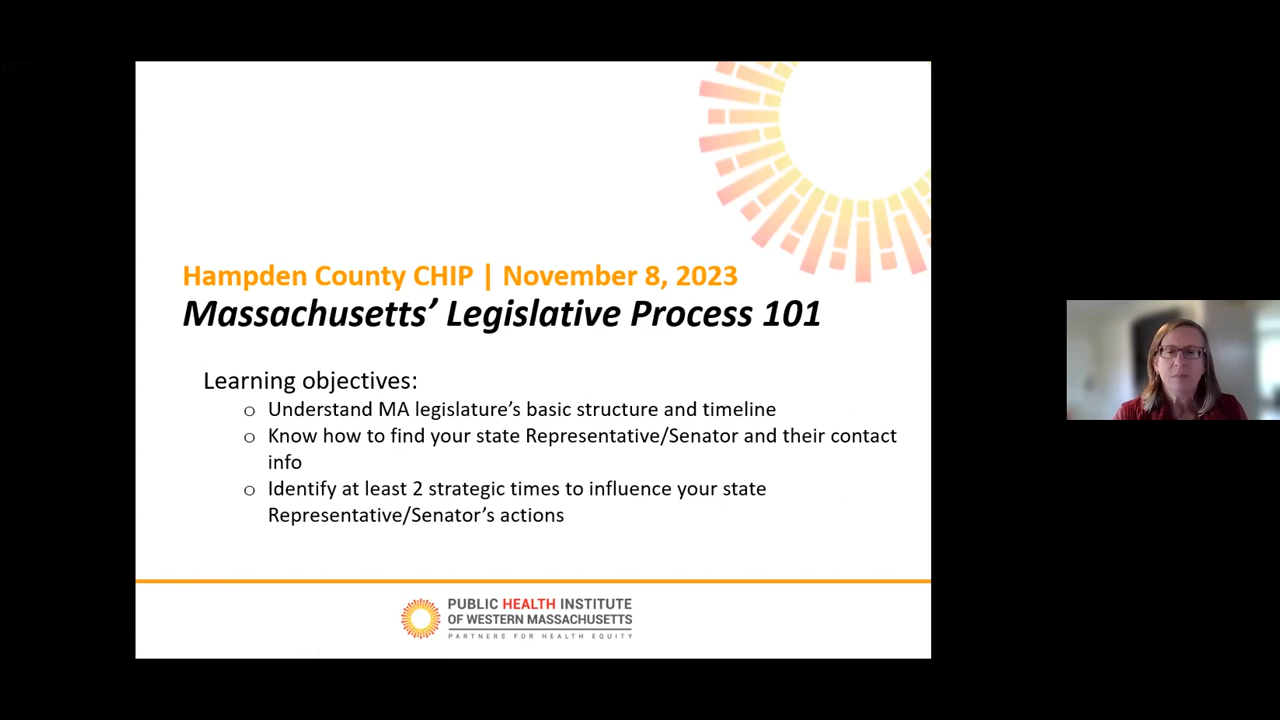 Hampden County CHIP | November 8, 2023
Massachusetts’ Legislative Process 101
Learning objectives:
o Understand MA legislature’s basic structure and timeline
o Know how to find your state Representative/Senator and their contact
info
o Identify at least 2 strategic times to influence your state
Representative/Senator’s actions
PUBLIC HEALTH INSTITUTE
OF WESTERN MASSACHUSETTS
PARTNERS FOR HEALTH EQUITY